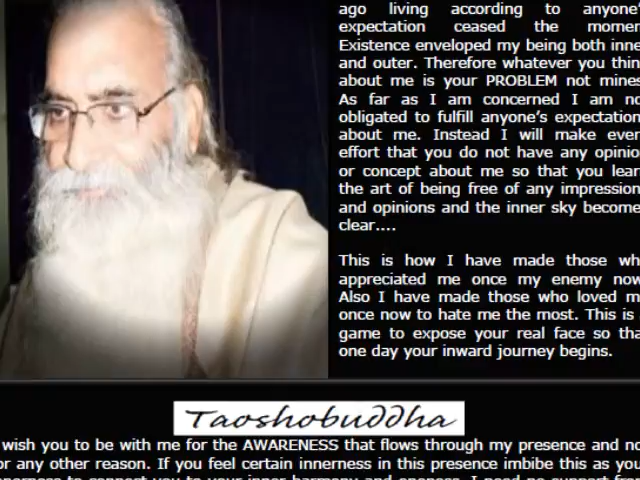 ago living according to anyone'
expectation ceased the momen
Existence enveloped my being both inne
and outer. Therefore whatever you thin
about me is your PROBLEM not mines
As far as I am concerned I am no
obligated to fulfill anyone's expectation
about me. Instead I will make ever
effort that you do not have any opinio
or concept about me so that you lear
the art of being free of any impression
and opinions and the inner sky become
clear....
This is how I have made those wh
appreciated me once my enemy now
Also I have made those who loved m
once now to hate me the most. This is
game to expose your real face so tha
one day your inward journey begins.
Taoshobuddha
wish you to be with me for the AWARENESS that flows through my presence and no
or any other reason. If you feel certain innerness in this presence imbibe this as you